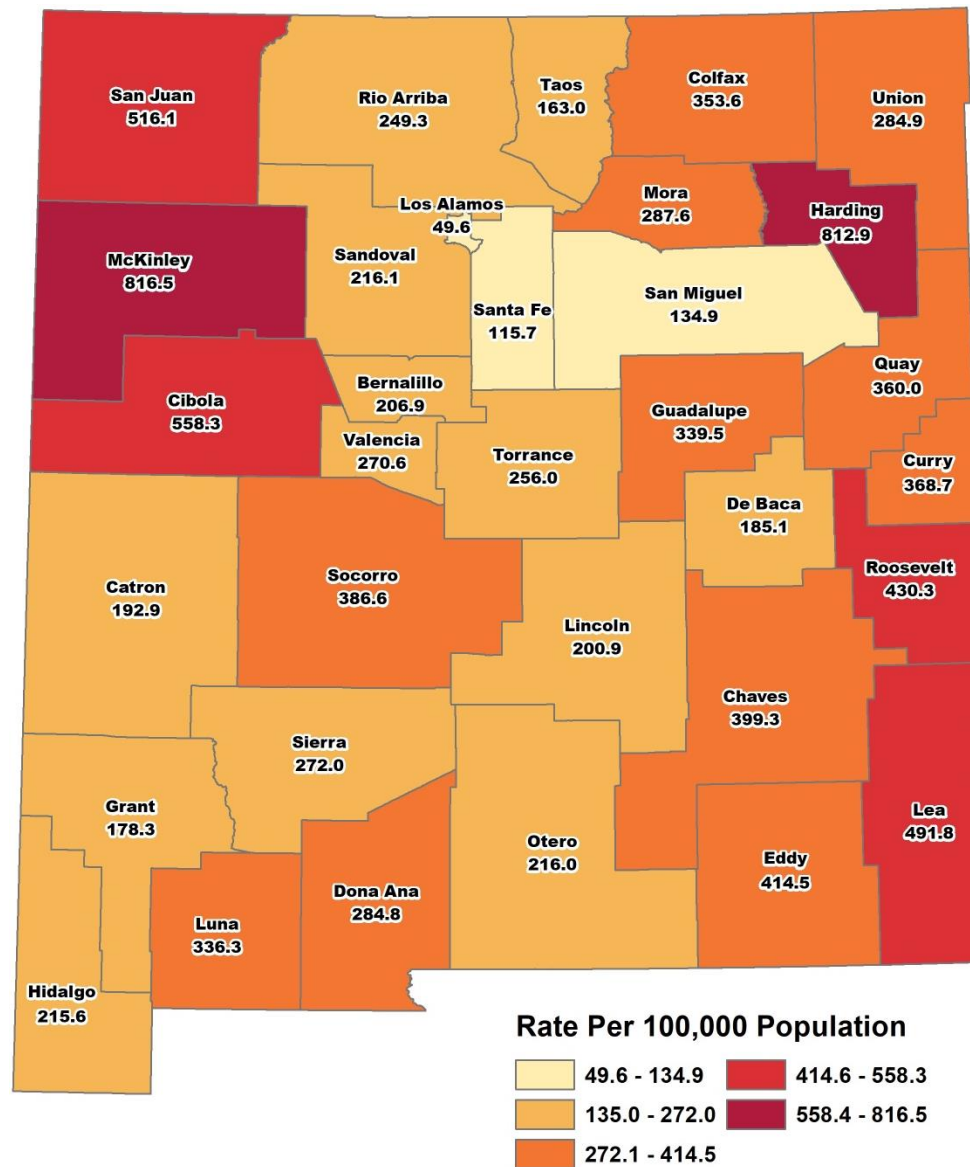 San Juan
516.1
Rio Arriba
249.3
Taos
163.0
Colfax
353.6
Union
284.9
Mora
287.6
Harding
812.9
Los Alamos
49.6
McKinley
816.5
Sandoval
216.1
Santa Fe
115.7
San Miguel
134.9
Quay
360.0
Bernalillo
206.9
Cibola
558.3
Guadalupe
339.5
Valencia
270.6
Torrance
256.0
Curry
368.7
De Baca
185.1
Roosevelt
430.3
Catron
192.9
Socorro
386.6
Lincoln
200.9
Chaves
399.3
Sierra
272.0
Grant
178.3
Lea
491.8
Otero
216.0
Eddy
414.5
Dona Ana
284.8
Luna
336.3
Hidalgo
215.6
Rate Per 100,000 Population
49.6 - 134.9
135.0 - 272.0
272.1 - 414.5
414.6 - 558.3
558.4 - 816.5